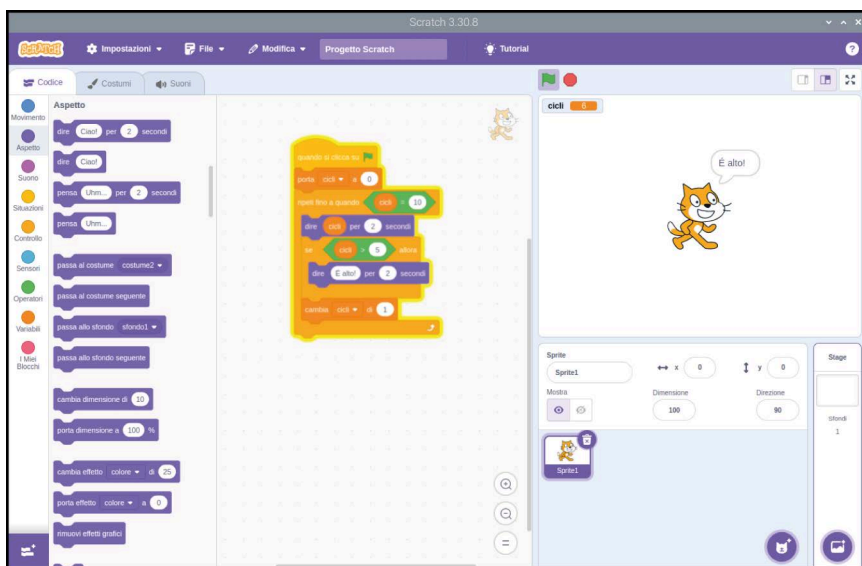 Scratch 3.30.8
SCRATCH Impostazioni File Modifica Progetto Scratch Tutorial ?
Codice Costumi Suoni
Movimento
Aspetto
Suono
Situazioni
Controllo
Sensori
Operatori
Variabili
I Miei
Blocchi
Aspetto
dire Ciao! per 2 secondi
dire Ciao!
pensa Uhm... per 2 secondi
pensa Uhm...
passa al costume costume2
passa al costume seguente
passa allo sfondo sfondo1
passa allo sfondo seguente
cambia dimensione di 10
porta dimensione a 100 %
cambia effetto colore di 25
porta effetto colore a 0
rimuovi effetti grafici
quando si clicca su
porta cicli a 0
ripeti fino a quando cicli = 10
dire cicli per 2 secondi
se cicli > 5 allora
dire È alto! per 2 secondi
cambia cicli di 1
cicli 6
È alto!
Sprite
Sprite1 x 0 y 0
Mostra Dimensione Direzione
100 90
Sprite1
Stage
Sfondi
1